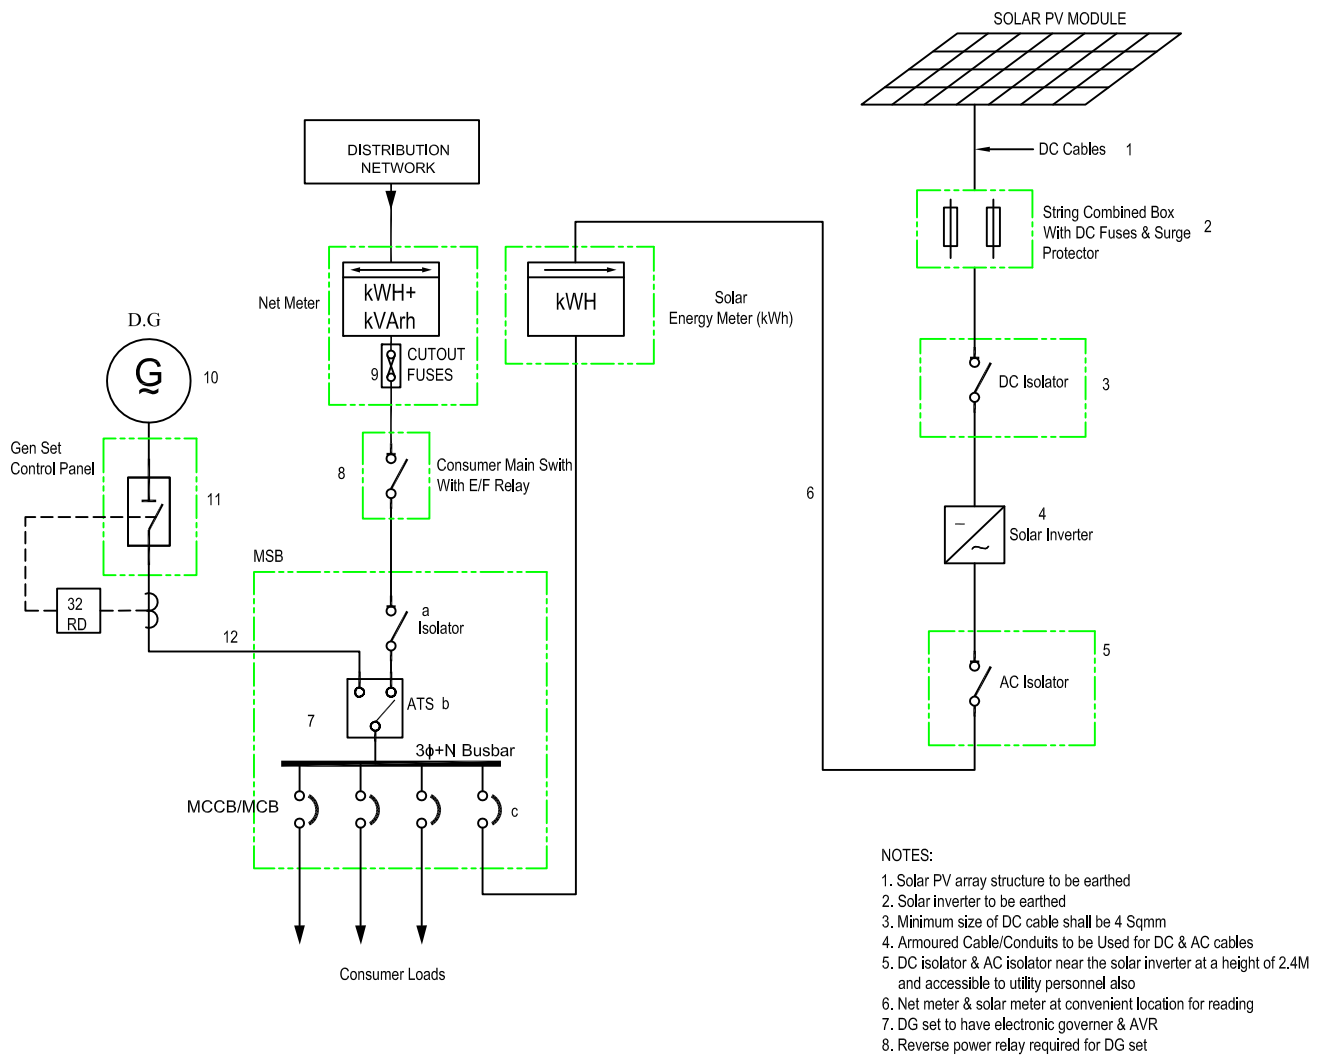 SOLAR PV MODULE
DC Cables 1
String Combined Box
With DC Fuses & Surge
Protector
2
DISTRIBUTION
NETWORK
Net Meter
kWH+
kVArh
CUTOUT
FUSES
9
kWH
Solar
Energy Meter (kWh)
DC Isolator
3
D.G
G
~
10
Gen Set
Control Panel
11
8
Consumer Main Swith
With E/F Relay
6
4
Solar Inverter
–
~
MSB
32
RD
12
a
Isolator
5
AC Isolator
ATS b
7
3ϕ+N Busbar
MCCB/MCB
c
Consumer Loads
NOTES:
1. Solar PV array structure to be earthed
2. Solar inverter to be earthed
3. Minimum size of DC cable shall be 4 Sqmm
4. Armoured Cable/Conduits to be Used for DC & AC cables
5. DC isolator & AC isolator near the solar inverter at a height of 2.4M
and accessible to utility personnel also
6. Net meter & solar meter at convenient location for reading
7. DG set to have electronic governer & AVR
8. Reverse power relay required for DG set